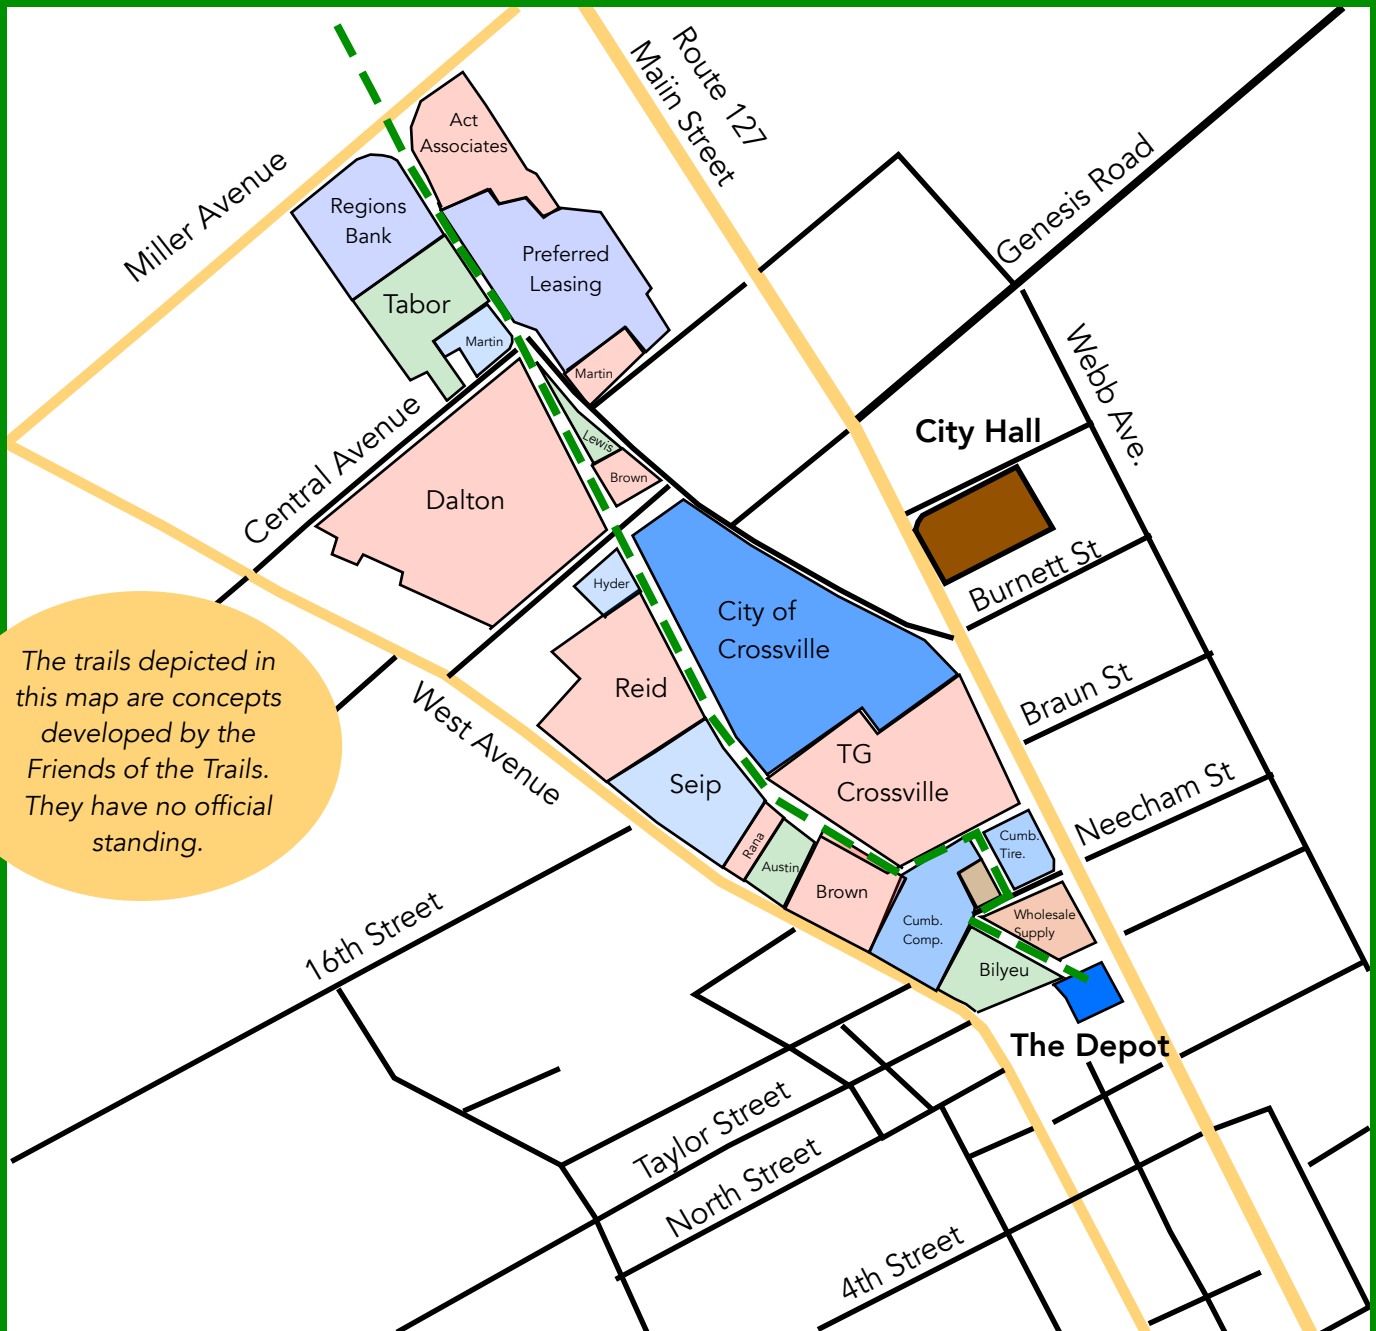 Route 127
Maiin Street
Act
Associates
Miller Avenue
Regions
Bank
Genesis Road
Preferred
Leasing
Tabor
Martin
Martin
Webb Ave.
Central Avenue
City Hall
Lewis
Brown
Dalton
Burnett St
Hyder
City of
Crossville
The trails depicted in
this map are concepts
developed by the
Friends of the Trails.
They have no official
standing.
Reid
Braun St
West Avenue
TG
Crossville
Seip
Neecham St
Cumb.
Tire.
Rana
Austin
Brown
Cumb.
Comp.
Wholesale
Supply
16th Street
Bilyeu
The Depot
Taylor Street
North Street
4th Street